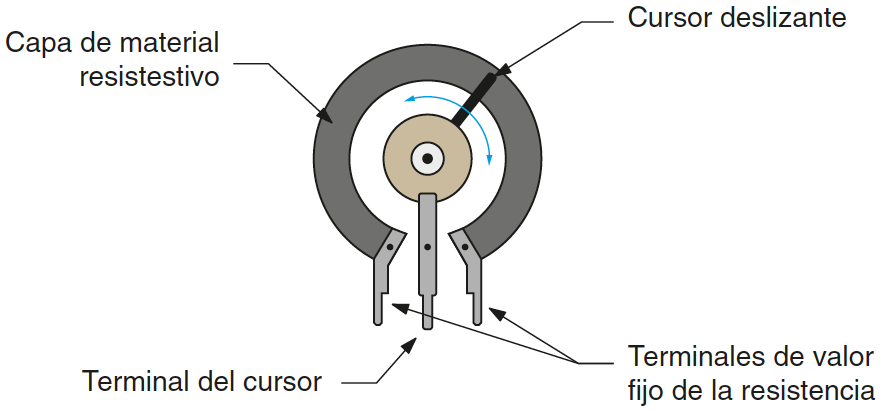 Cursor deslizante
Capa de material
resistestivo
Terminal del cursor
Terminales de valor
fijo de la resistencia